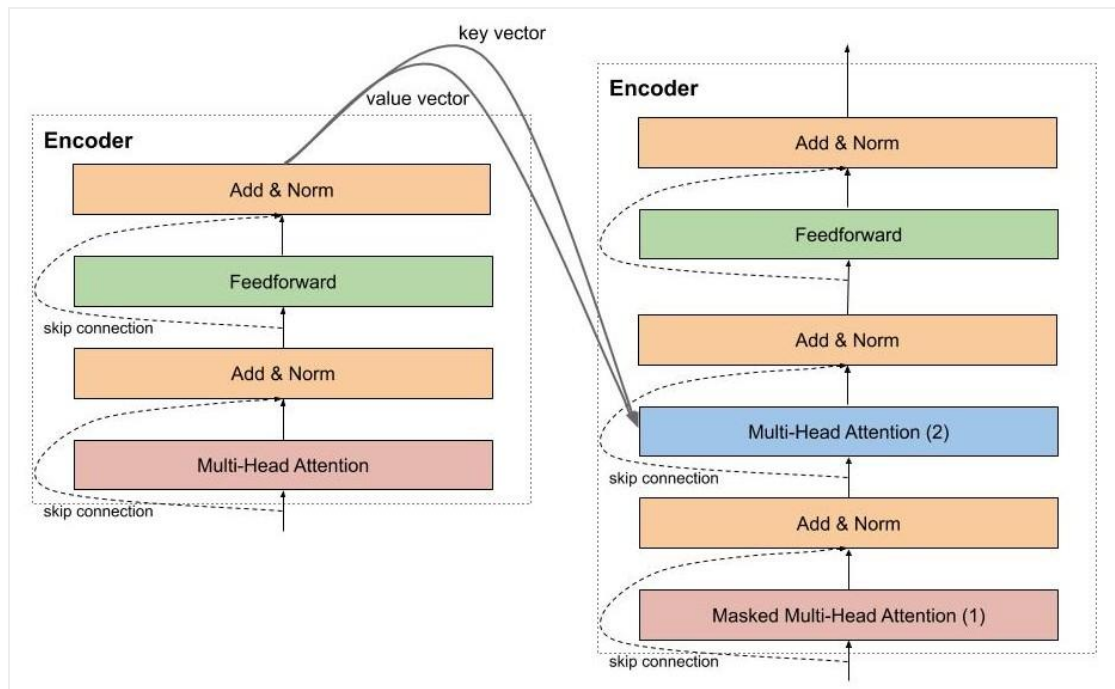 key vector
value vector
Encoder
Add & Norm
Feedforward
skip connection
Add & Norm
Multi-Head Attention
skip connection
Encoder
Add & Norm
Feedforward
Add & Norm
Multi-Head Attention (2)
skip connection
Add & Norm
Masked Multi-Head Attention (1)
skip connection